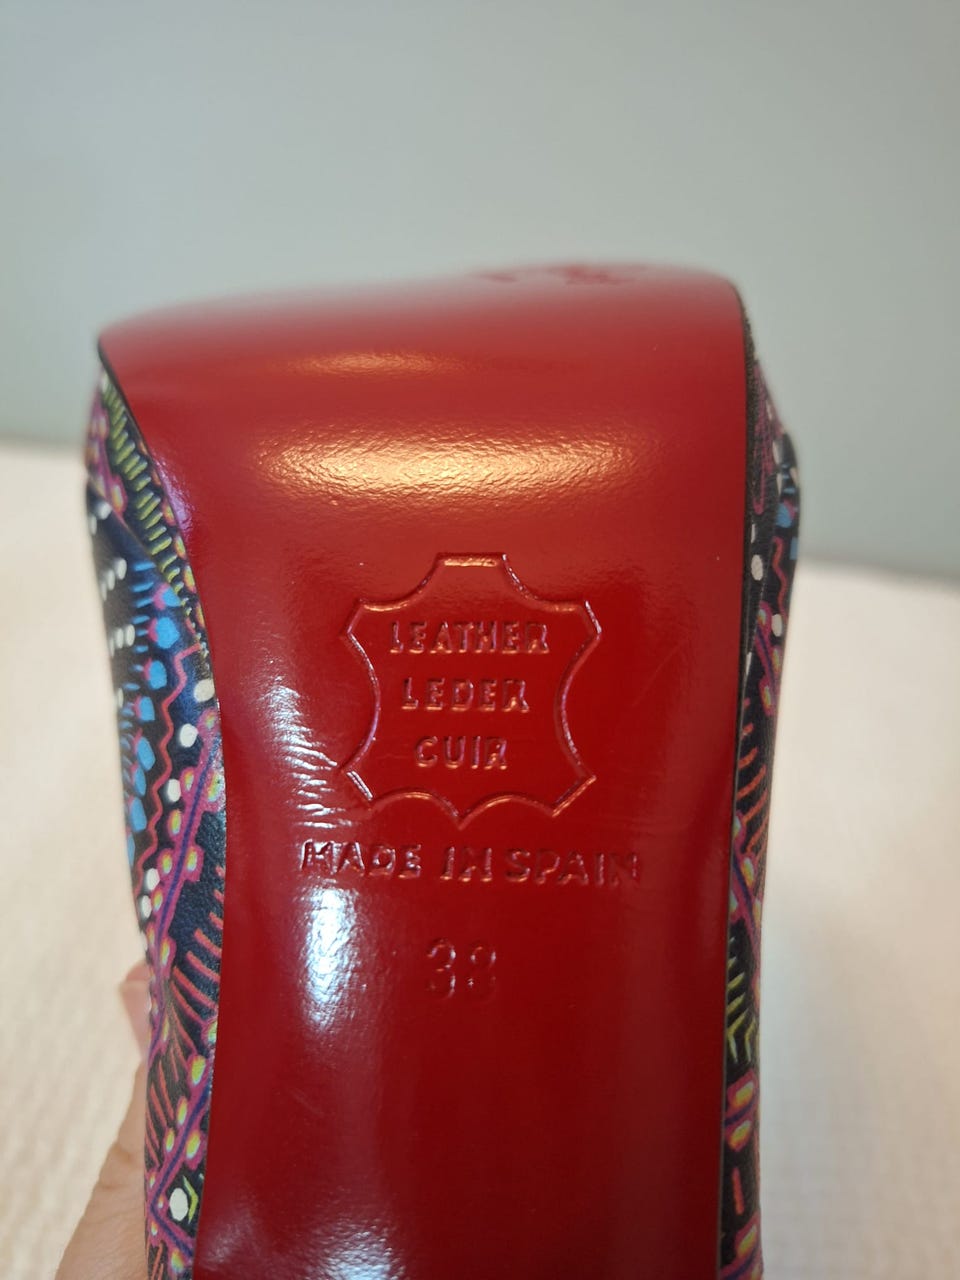 LEATHER
LEDER
CUIR
MADE IN SPAIN
38